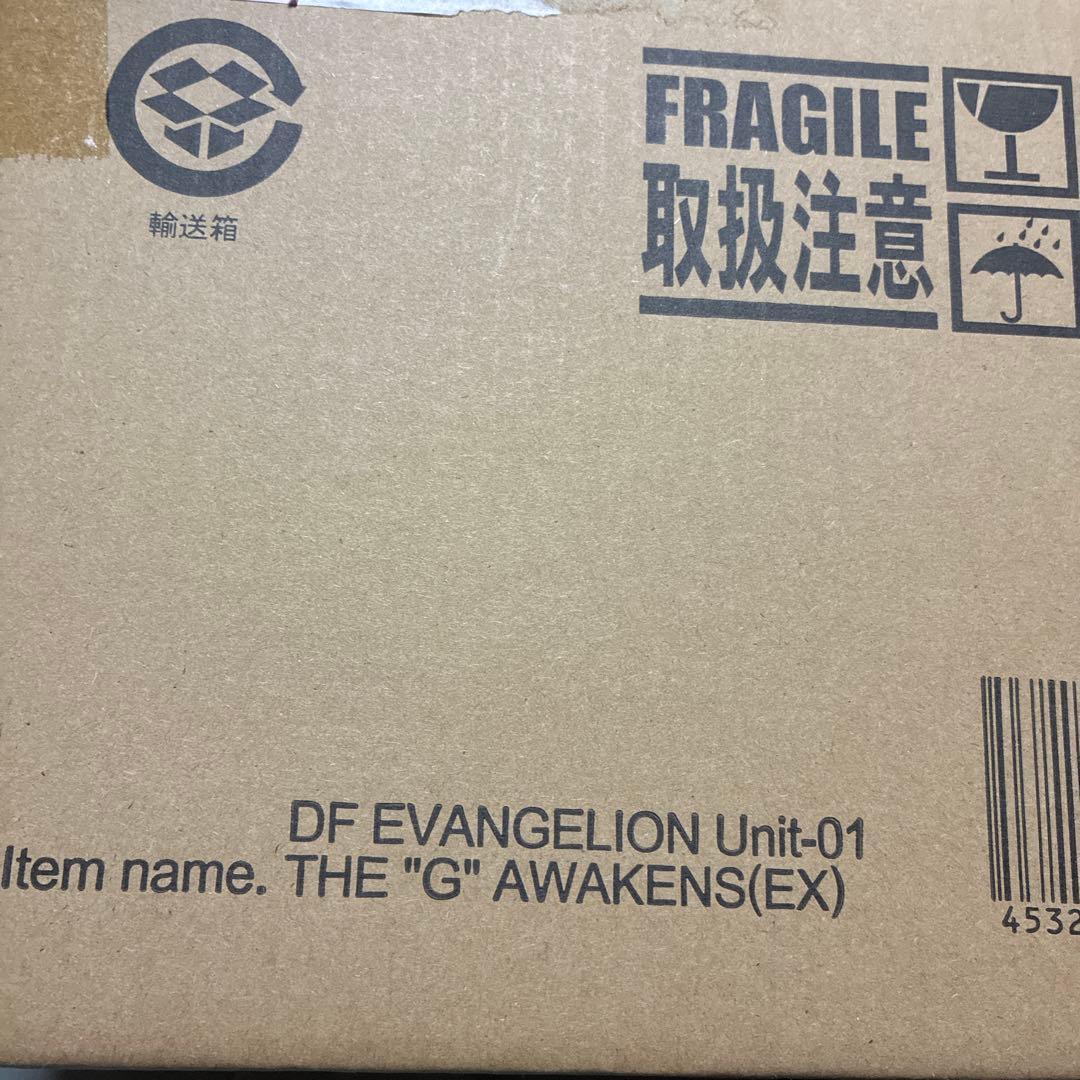 輸送箱
FRAGILE
取扱注意
DF EVANGELION Unit-01
Item name. THE "G" AWAKENS(EX)
4532